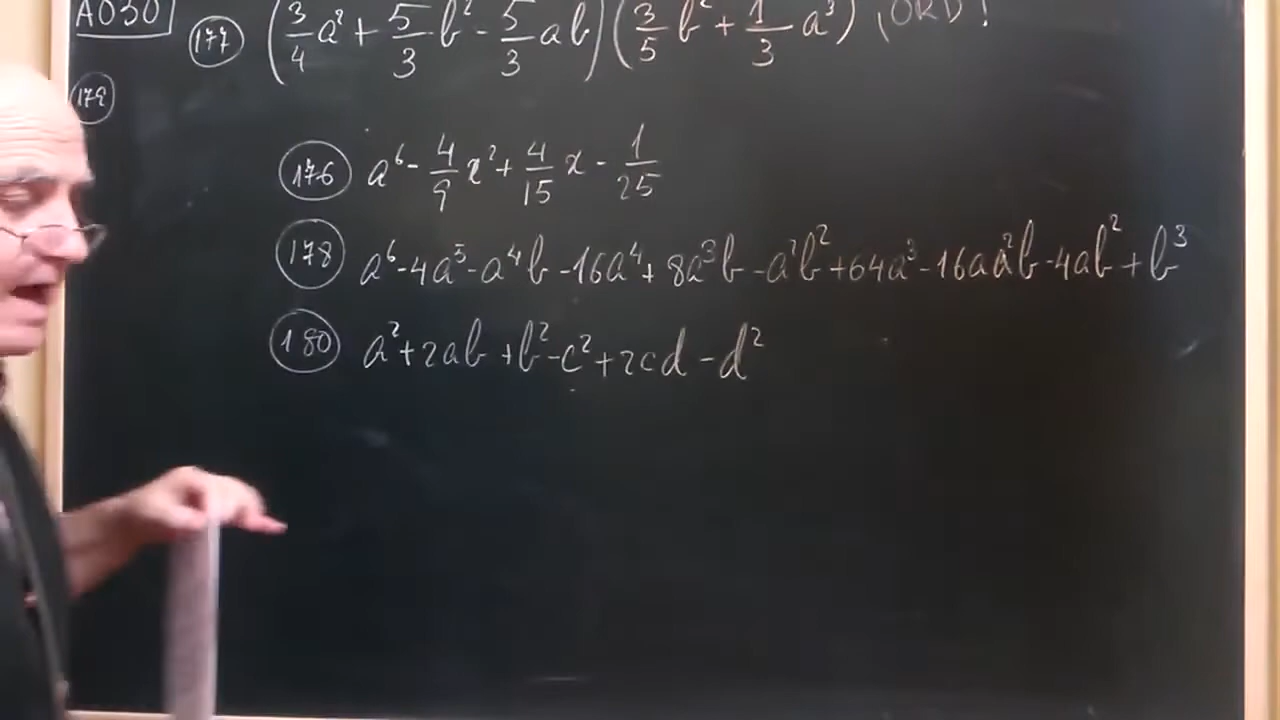 A030
177 (3/4 a² + 5/3 b² - 5/3 ab)(3/5 b² + 1/3 a³) (ORD!
179
176 a⁶ - 4/9 x² + 4/15 x - 1/25
178 a⁶-4a⁵-a⁴b-16a⁴+8a³b-a²b²+64a³-16aa²b-4ab²+b³
180 a²+2ab+b²-c²+2cd-d²